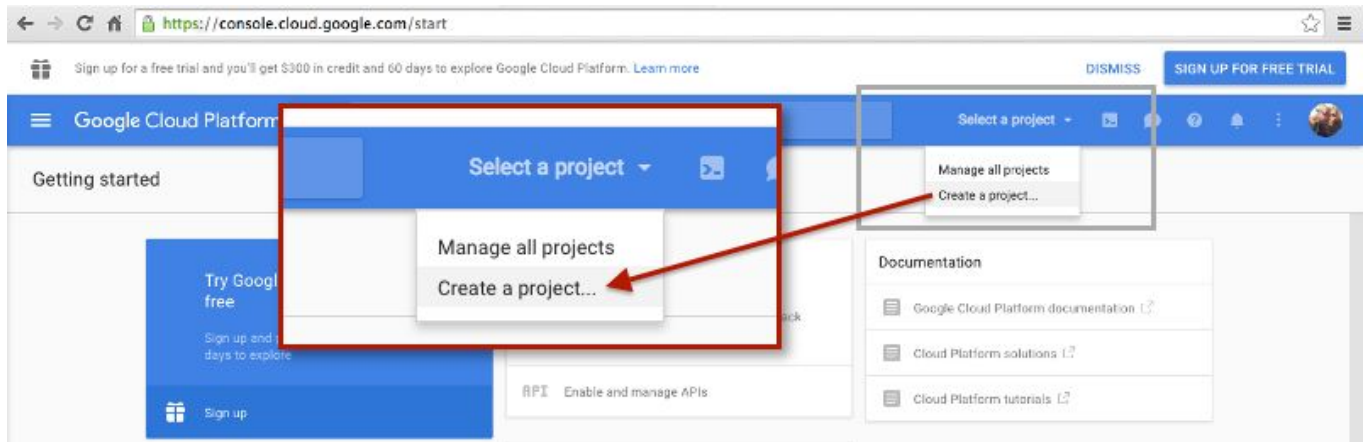 https://console.cloud.google.com/start
Sign up for a free trial and you'll get $300 in credit and 60 days to explore Google Cloud Platform. Learn more
DISMISS
SIGN UP FOR FREE TRIAL
Google Cloud Platform
Select a project
Getting started
Manage all projects
Create a project...
Select a project
Manage all projects
Create a project...
Try Googl
free
Sign up and
days to explore
Sign up
ack
API Enable and manage APIs
Documentation
Google Cloud Platform documentation
Cloud Platform solutions
Cloud Platform tutorials